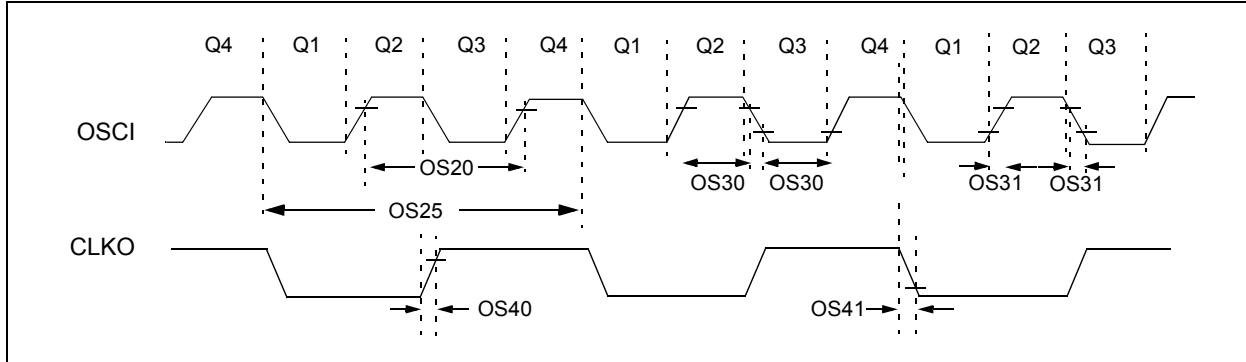 Q4 Q1 Q2 Q3 Q4 Q1 Q2 Q3 Q4 Q1 Q2 Q3
OSCI
OS20
OS30 OS30 OS31 OS31
OS25
CLKO
OS40 OS41